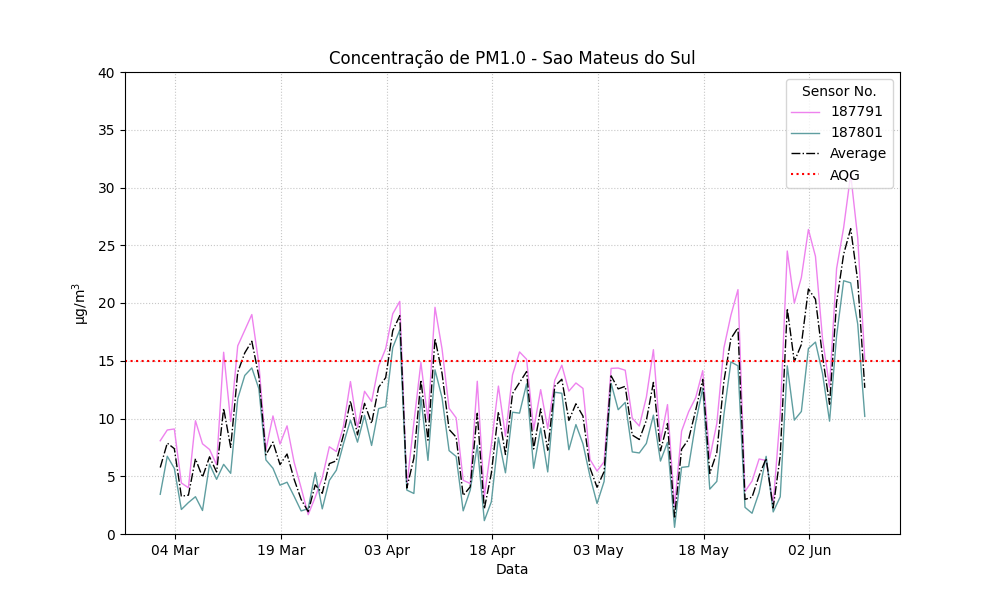 Concentração de PM1.0 - Sao Mateus do Sul
40
35
30
25
20
15
10
5
0
µg/m³
Sensor No.
187791
187801
Average
AQG
04 Mar
19 Mar
03 Apr
18 Apr
03 May
18 May
02 Jun
Data